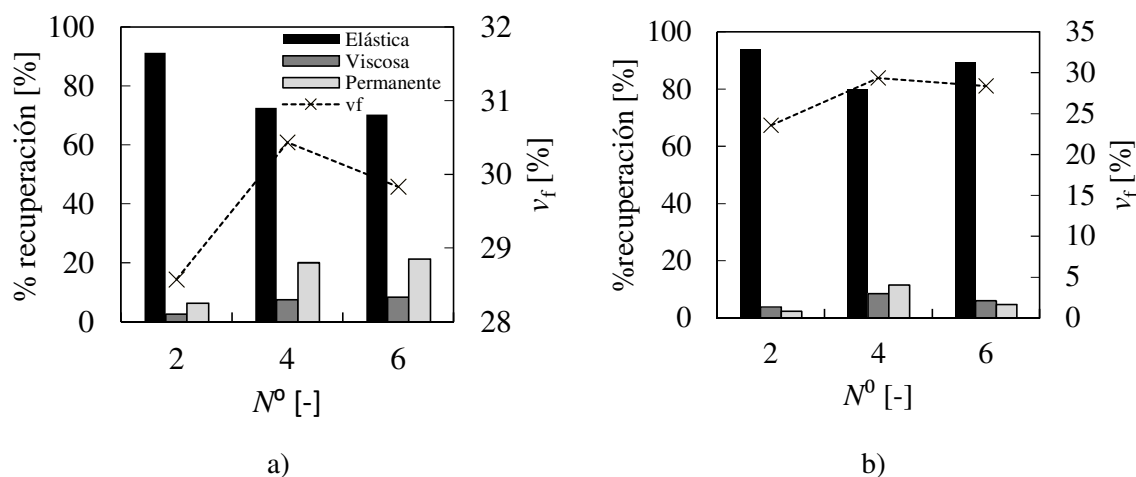 100
80
60
40
20
0
% recuperación [%]
32
31
30
29
28
v_f [%]
Elástica
Viscosa
Permanente
vf
2 4 6
Nº [-]
a)
100
80
60
40
20
0
%recuperación [%]
35
30
25
20
15
10
5
0
v_f [%]
2 4 6
N⁰ [-]
b)